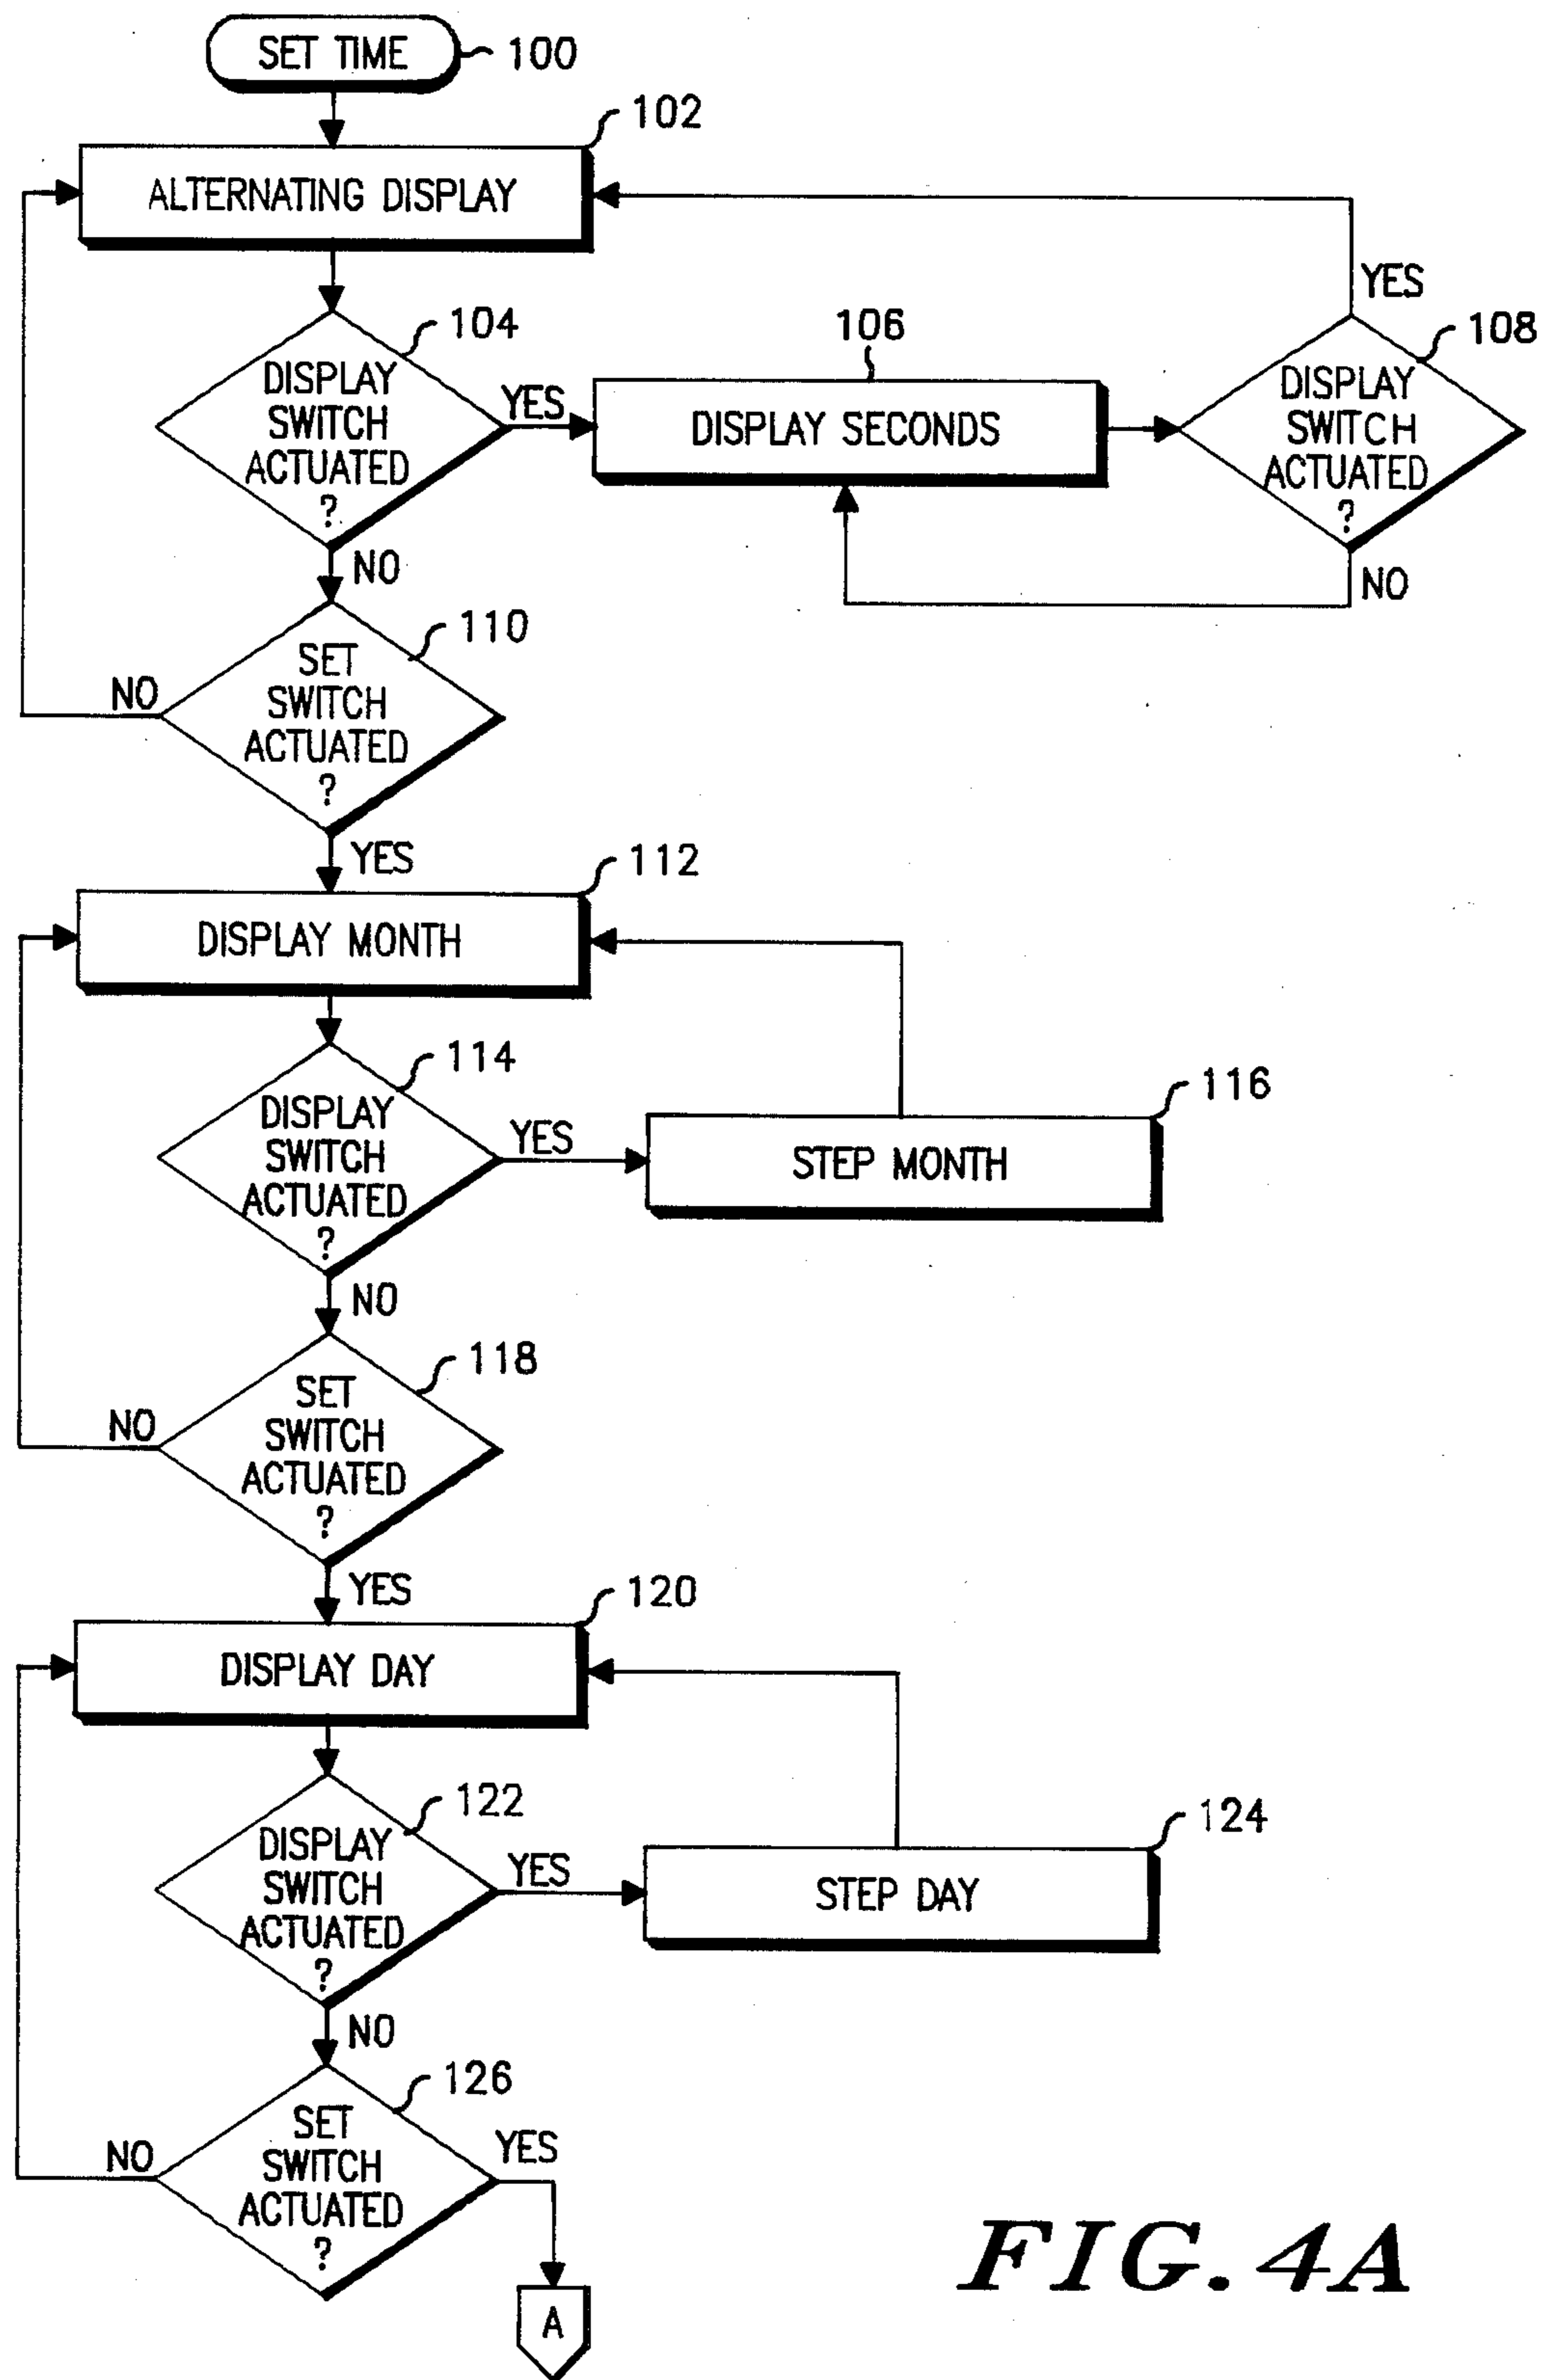 SET TIME
100
102
ALTERNATING DISPLAY
YES
104
DISPLAY
SWITCH
ACTUATED
?
YES
106
DISPLAY SECONDS
108
DISPLAY
SWITCH
ACTUATED
?
NO
NO
110
SET
SWITCH
ACTUATED
?
NO
YES
112
DISPLAY MONTH
114
DISPLAY
SWITCH
ACTUATED
?
YES
116
STEP MONTH
NO
118
SET
SWITCH
ACTUATED
?
NO
YES
120
DISPLAY DAY
122
DISPLAY
SWITCH
ACTUATED
?
YES
124
STEP DAY
NO
126
SET
SWITCH
ACTUATED
?
NO
YES
A
FIG. 4A